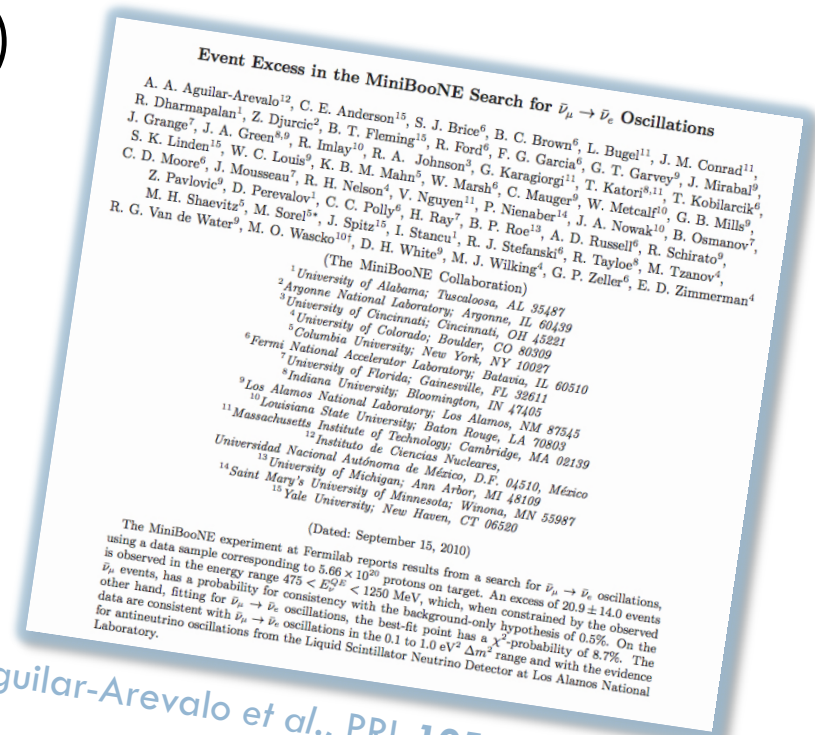 )
Event Excess in the MiniBooNE Search for ν̄μ → ν̄e Oscillations
A. A. Aguilar-Arevalo¹², C. E. Anderson¹⁵, S. J. Brice⁶, B. C. Brown⁶, L. Bugel¹¹, J. M. Conrad¹¹,
R. Dharmapalan¹, Z. Djurcic², B. T. Fleming¹⁵, R. Ford⁶, F. G. Garcia⁶, G. T. Garvey⁹, J. Mirabal⁹,
J. Grange⁷, J. A. Green⁸,⁹, R. Imlay¹⁰, R. A. Johnson³, G. Karagiorgi¹¹, T. Katori⁸,¹¹, T. Kobilarcik⁶,
S. K. Linden¹⁵, W. C. Louis⁹, K. B. M. Mahn⁵, W. Marsh⁶, C. Mauger⁹, W. Metcalf¹⁰, G. B. Mills⁹,
C. D. Moore⁶, J. Mousseau⁷, R. H. Nelson⁴, V. Nguyen¹¹, P. Nienaber¹⁴, J. A. Nowak¹⁰, B. Osmanov⁷,
Z. Pavlovic⁹, D. Perevalov¹, C. C. Polly⁶, H. Ray⁷, B. P. Roe¹³, A. D. Russell⁶, R. Schirato⁹,
M. H. Shaevitz⁵, M. Sorel⁵*, J. Spitz¹⁵, I. Stancu¹, R. J. Stefanski⁶, R. Tayloe⁸, M. Tzanov⁴,
R. G. Van de Water⁹, M. O. Wascko¹⁰†, D. H. White⁹, M. J. Wilking⁴, G. P. Zeller⁶, E. D. Zimmerman⁴
(The MiniBooNE Collaboration)
¹University of Alabama; Tuscaloosa, AL 35487
²Argonne National Laboratory; Argonne, IL 60439
³University of Cincinnati; Cincinnati, OH 45221
⁴University of Colorado; Boulder, CO 80309
⁵Columbia University; New York, NY 10027
⁶Fermi National Accelerator Laboratory; Batavia, IL 60510
⁷University of Florida; Gainesville, FL 32611
⁸Indiana University; Bloomington, IN 47405
⁹Los Alamos National Laboratory; Los Alamos, NM 87545
¹⁰Louisiana State University; Baton Rouge, LA 70803
¹¹Massachusetts Institute of Technology; Cambridge, MA 02139
¹²Instituto de Ciencias Nucleares,
Universidad Nacional Autónoma de México, D.F. 04510, México
¹³University of Michigan; Ann Arbor, MI 48109
¹⁴Saint Mary's University of Minnesota; Winona, MN 55987
¹⁵Yale University; New Haven, CT 06520
(Dated: September 15, 2010)
The MiniBooNE experiment at Fermilab reports results from a search for ν̄μ → ν̄e oscillations,
using a data sample corresponding to 5.66 × 10²⁰ protons on target. An excess of 20.9 ± 14.0 events
is observed in the energy range 475 < EνQE < 1250 MeV, which, when constrained by the observed
ν̄μ events, has a probability for consistency with the background-only hypothesis of 0.5%. On the
other hand, fitting for ν̄μ → ν̄e oscillations, the best-fit point has a χ²-probability of 8.7%. The
data are consistent with ν̄μ → ν̄e oscillations in the 0.1 to 1.0 eV² Δm² range and with the evidence
for antineutrino oscillations from the Liquid Scintillator Neutrino Detector at Los Alamos National
Laboratory.
guilar-Arevalo et al., PRL